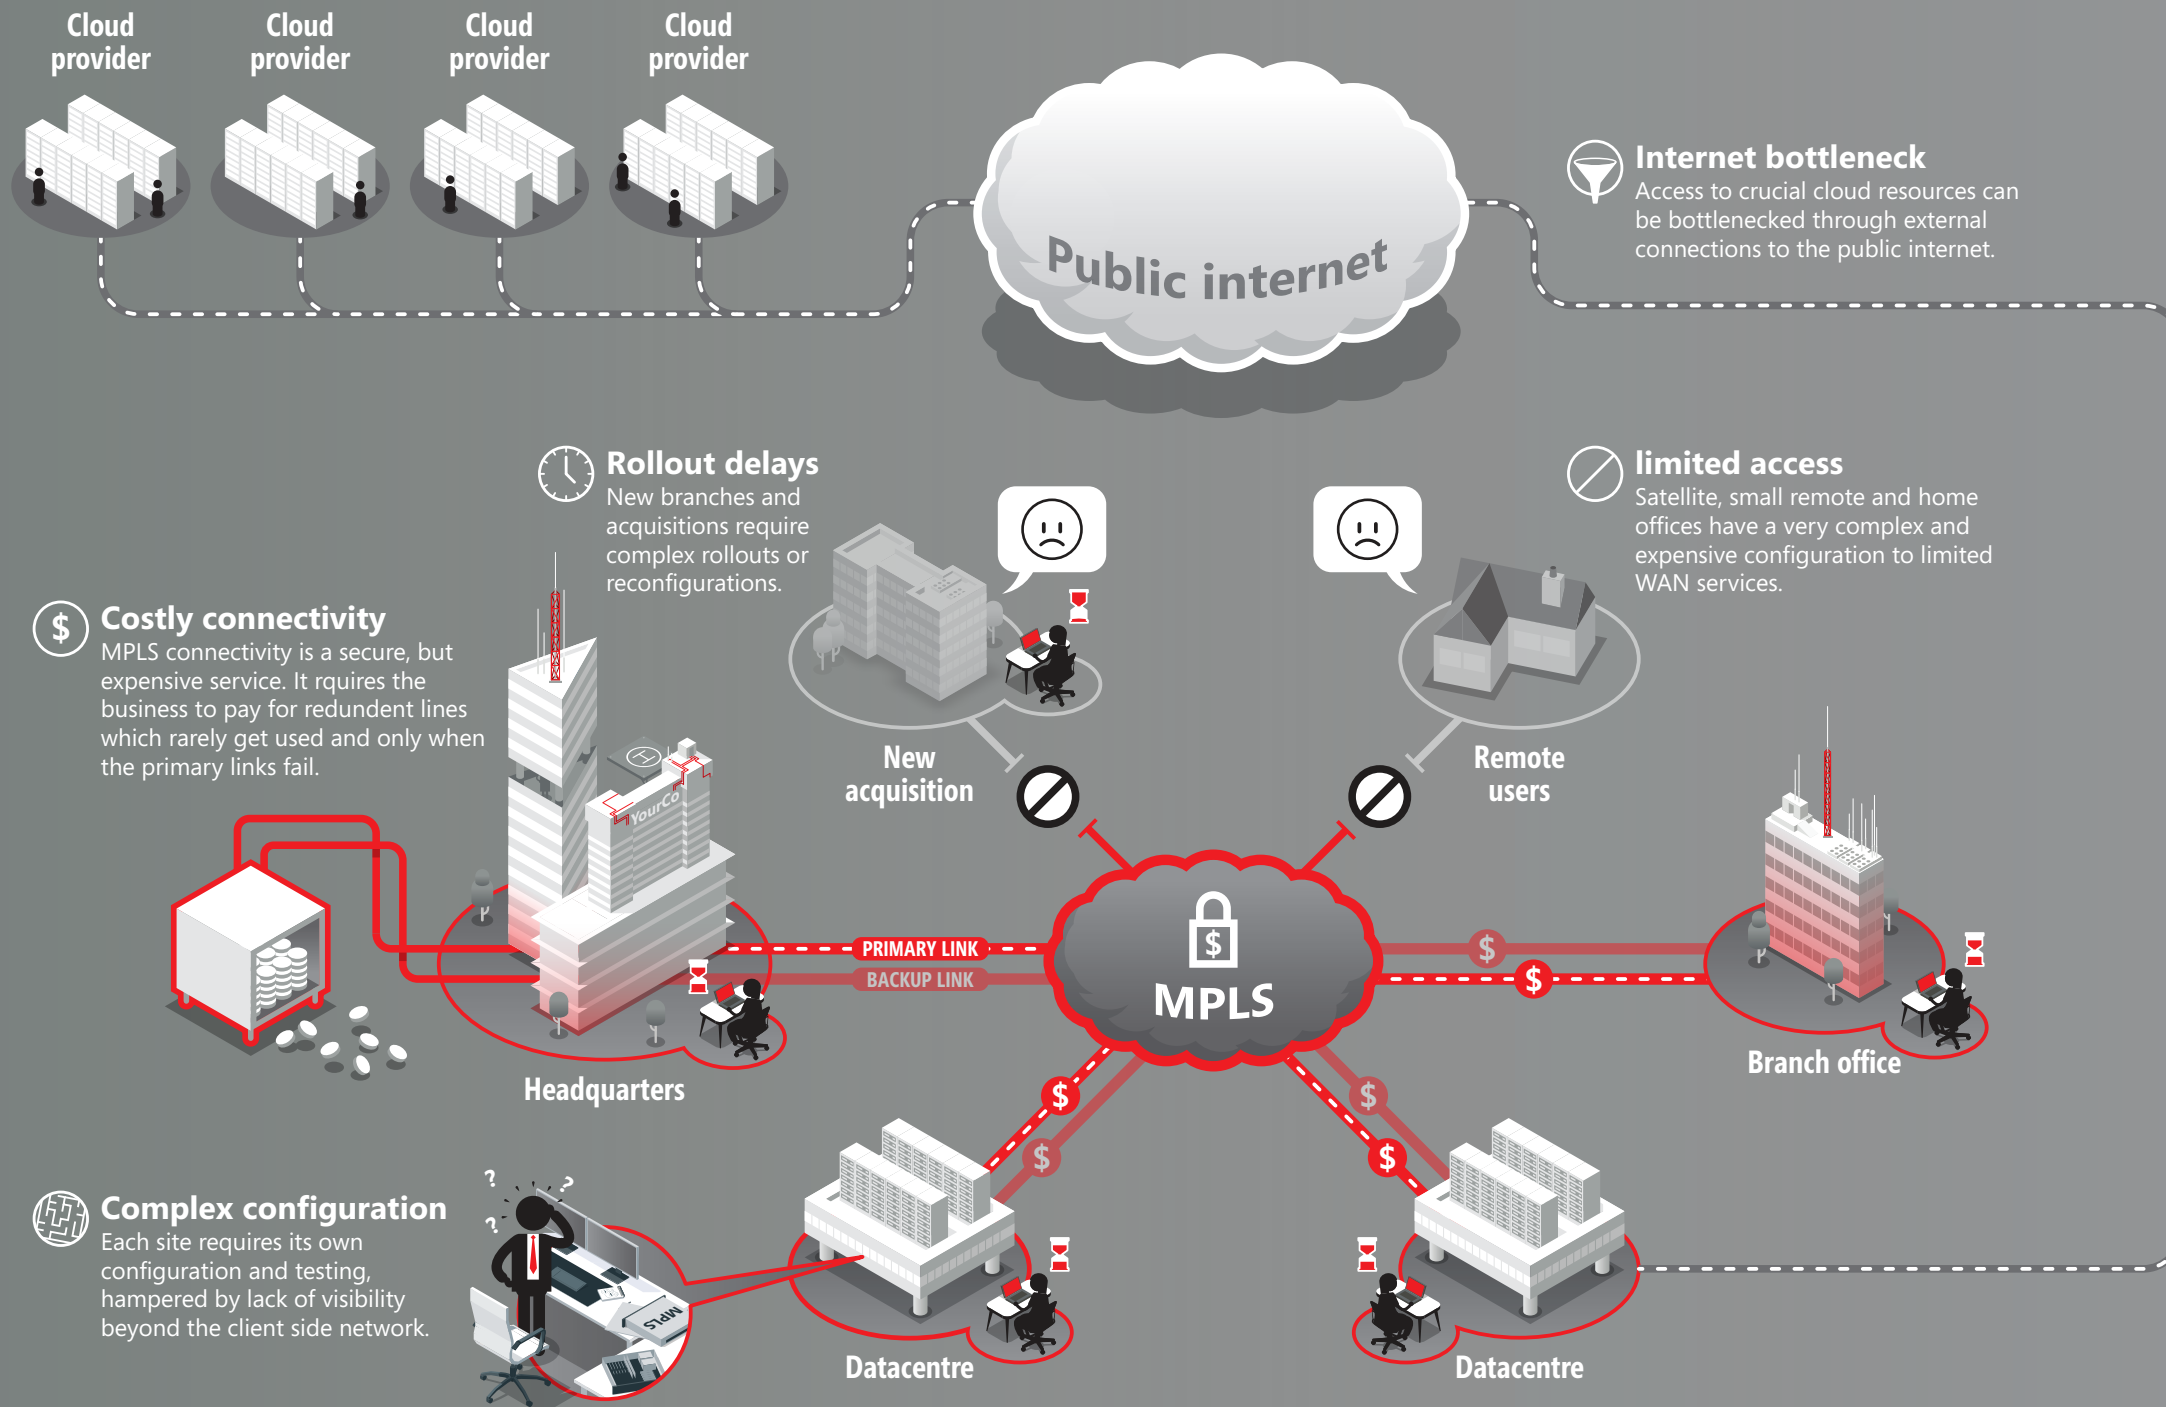 Cloud
provider
Cloud
provider
Cloud
provider
Cloud
provider
Public internet
Internet bottleneck
Access to crucial cloud resources can
be bottlenecked through external
connections to the public internet.
Rollout delays
New branches and
acquisitions require
complex rollouts or
reconfigurations.
limited access
Satellite, small remote and home
offices have a very complex and
expensive configuration to limited
WAN services.
$
Costly connectivity
MPLS connectivity is a secure, but
expensive service. It rquires the
business to pay for redundent lines
which rarely get used and only when
the primary links fail.
H
YourCo
New
acquisition
Remote
users
PRIMARY LINK
BACKUP LINK
$
MPLS
$
$
Headquarters
Branch office
$
$
$
$
Complex configuration
Each site requires its own
configuration and testing,
hampered by lack of visibility
beyond the client side network.
?
?
?
MPLS
Datacentre
Datacentre